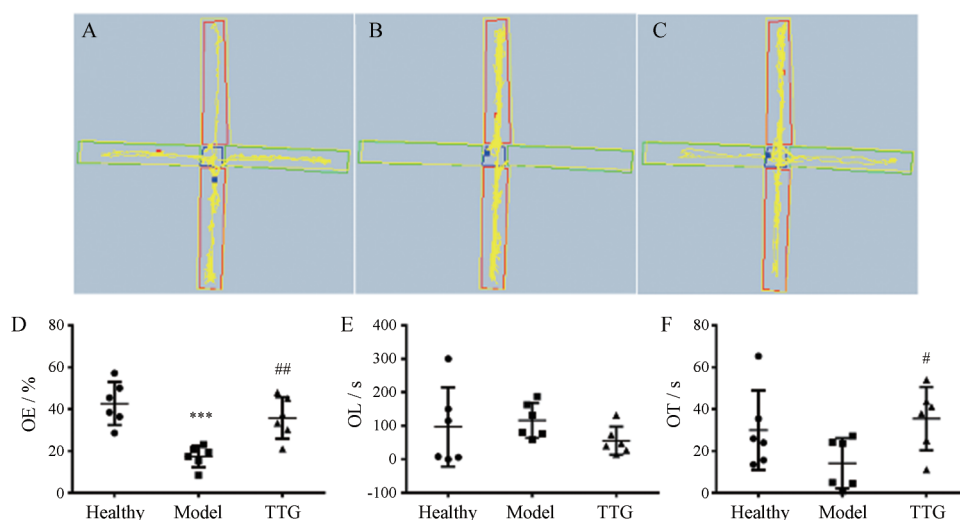 A B C
D E F
OE / %
80
60
40
20
0
***
##
Healthy Model TTG
OL / s
400
300
200
100
0
-100
Healthy Model TTG
OT / s
80
60
40
20
0
#
Healthy Model TTG